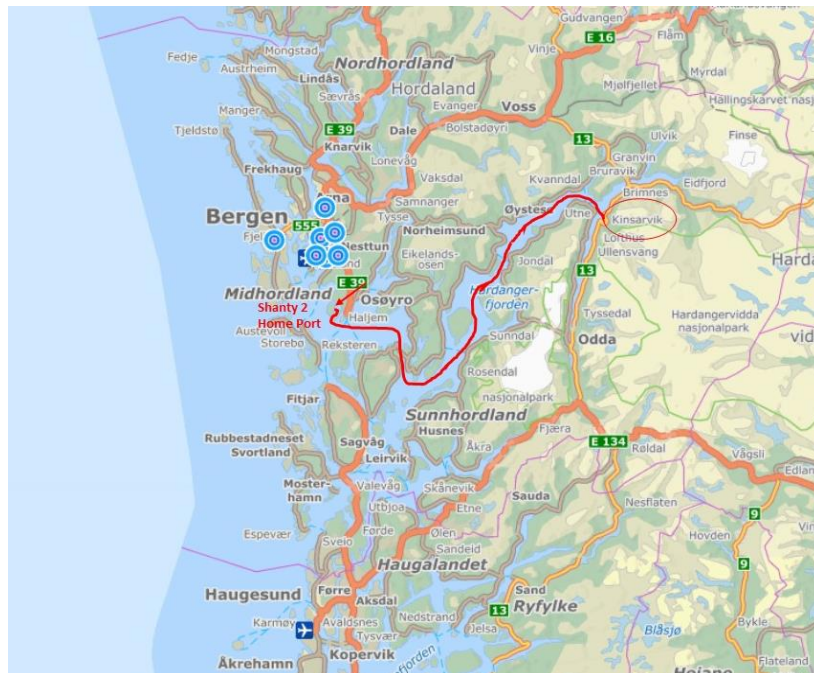 Gudvangen
Flåm
Mongstad
E 16
Fedje
Vinje
Austrheim
Nordhordland
Myrdal
Lindås
Mjølfjellet
Hordaland
Sævrås
Hallingskarvet nasj
Evanger
Voss
Manger
E 39
Bolstadøyri
Tjeldstø
Dale
13
Ulvik
Finse
Knarvik
Lonevåg
Granvin
Bruravik
Frekhaug
Vaksdal
Kvanndal
Eidfjord
Brimnes
Samnanger
Øystese
Bergen
Tysse
Utne
Kinsarvik
555
Norheimsund
Lofthus
Nesttun
Ullensvang
Eikelands-
osen
Jondal
13
Hardanger-
fjorden
Midhordland
E 39
Osøyro
Shanty 2
Home Port
Haljem
Tyssedal
Hardangervidda
nasjonalpark
Austevoll
Storebø
Reksteren
Sunndal
Odda
Rosendal
nasjonalpark
Fitjar
Sunnhordland
Husnes
Fjæra
Rubbestadneset
Svortland
Sagvåg
Åkra
E 134
Røldal
Vågsli
Leirvik
Moster-
hamn
Valevåg
Skånevik
Sauda
Nesflaten
Utbjoa
Etne
9
Espevær
Førde
Ølen
Hovden
Sveio
Sandeid
Haugalandet
9
Haugesund
Førre
Sand
Aksdal
13
Ryfylke
Karmøy
Avaldsnes
Nedstrand
Bykle
Tysvær
Jelsa
Blåsjø
Kopervik
Åkrehamn
Flateland